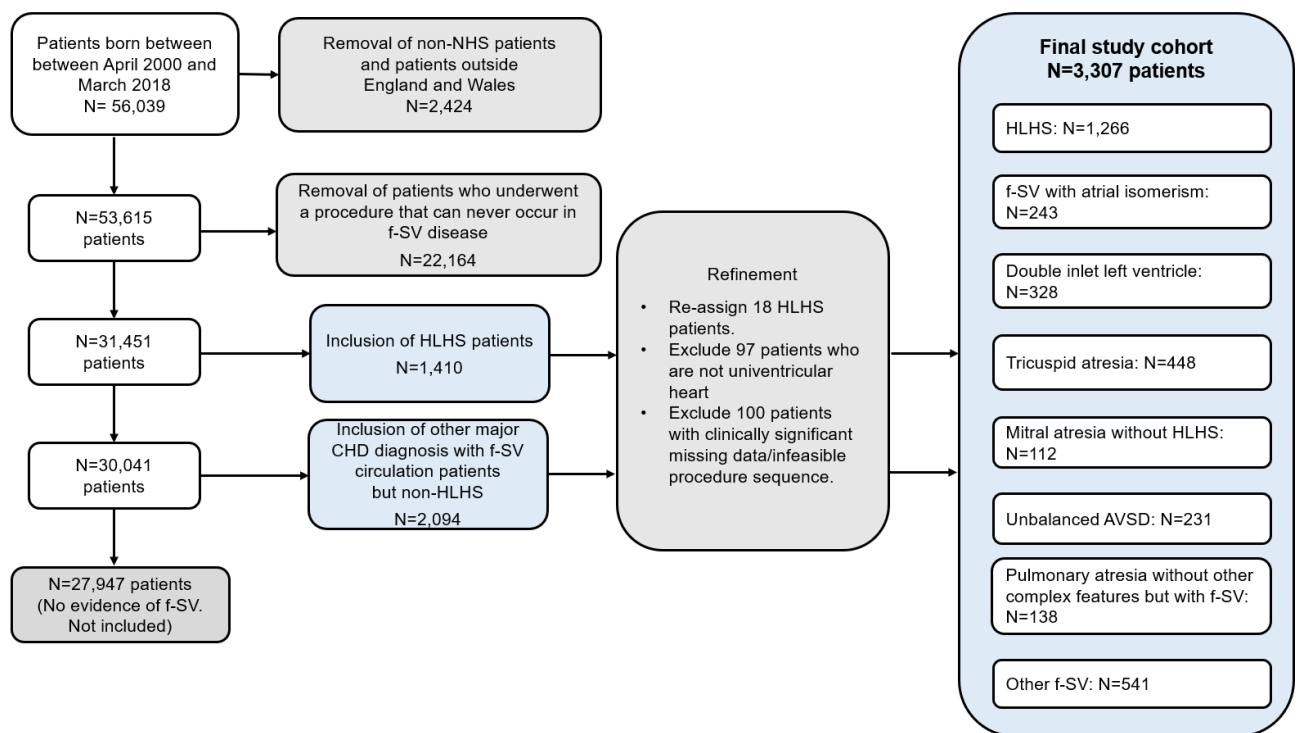 Patients born between
between April 2000 and
March 2018
N= 56,039
Removal of non-NHS patients
and patients outside
England and Wales
N=2,424
N=53,615
patients
Removal of patients who underwent
a procedure that can never occur in
f-SV disease
N=22,164
N=31,451
patients
Inclusion of HLHS patients
N=1,410
N=30,041
patients
Inclusion of other major
CHD diagnosis with f-SV
circulation patients
but non-HLHS
N=2,094
N=27,947 patients
(No evidence of f-SV.
Not included)
Refinement
• Re-assign 18 HLHS
patients.
• Exclude 97 patients who
are not univentricular
heart
• Exclude 100 patients
with clinically significant
missing data/infeasible
procedure sequence.
Final study cohort
N=3,307 patients
HLHS: N=1,266
f-SV with atrial isomerism:
N=243
Double inlet left ventricle:
N=328
Tricuspid atresia: N=448
Mitral atresia without HLHS:
N=112
Unbalanced AVSD: N=231
Pulmonary atresia without other
complex features but with f-SV:
N=138
Other f-SV: N=541